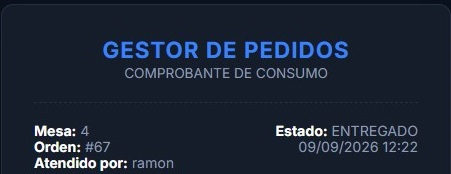 GESTOR DE PEDIDOS
COMPROBANTE DE CONSUMO
Mesa: 4
Estado: ENTREGADO
Orden: #67
09/09/2026 12:22
Atendido por: ramon